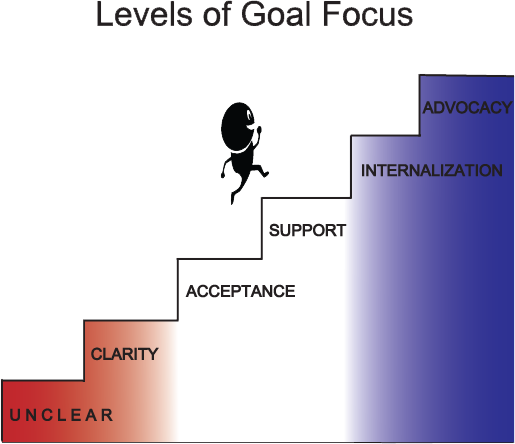 Levels of Goal Focus
ADVOCACY
INTERNALIZATION
SUPPORT
ACCEPTANCE
CLARITY
UNCLEAR